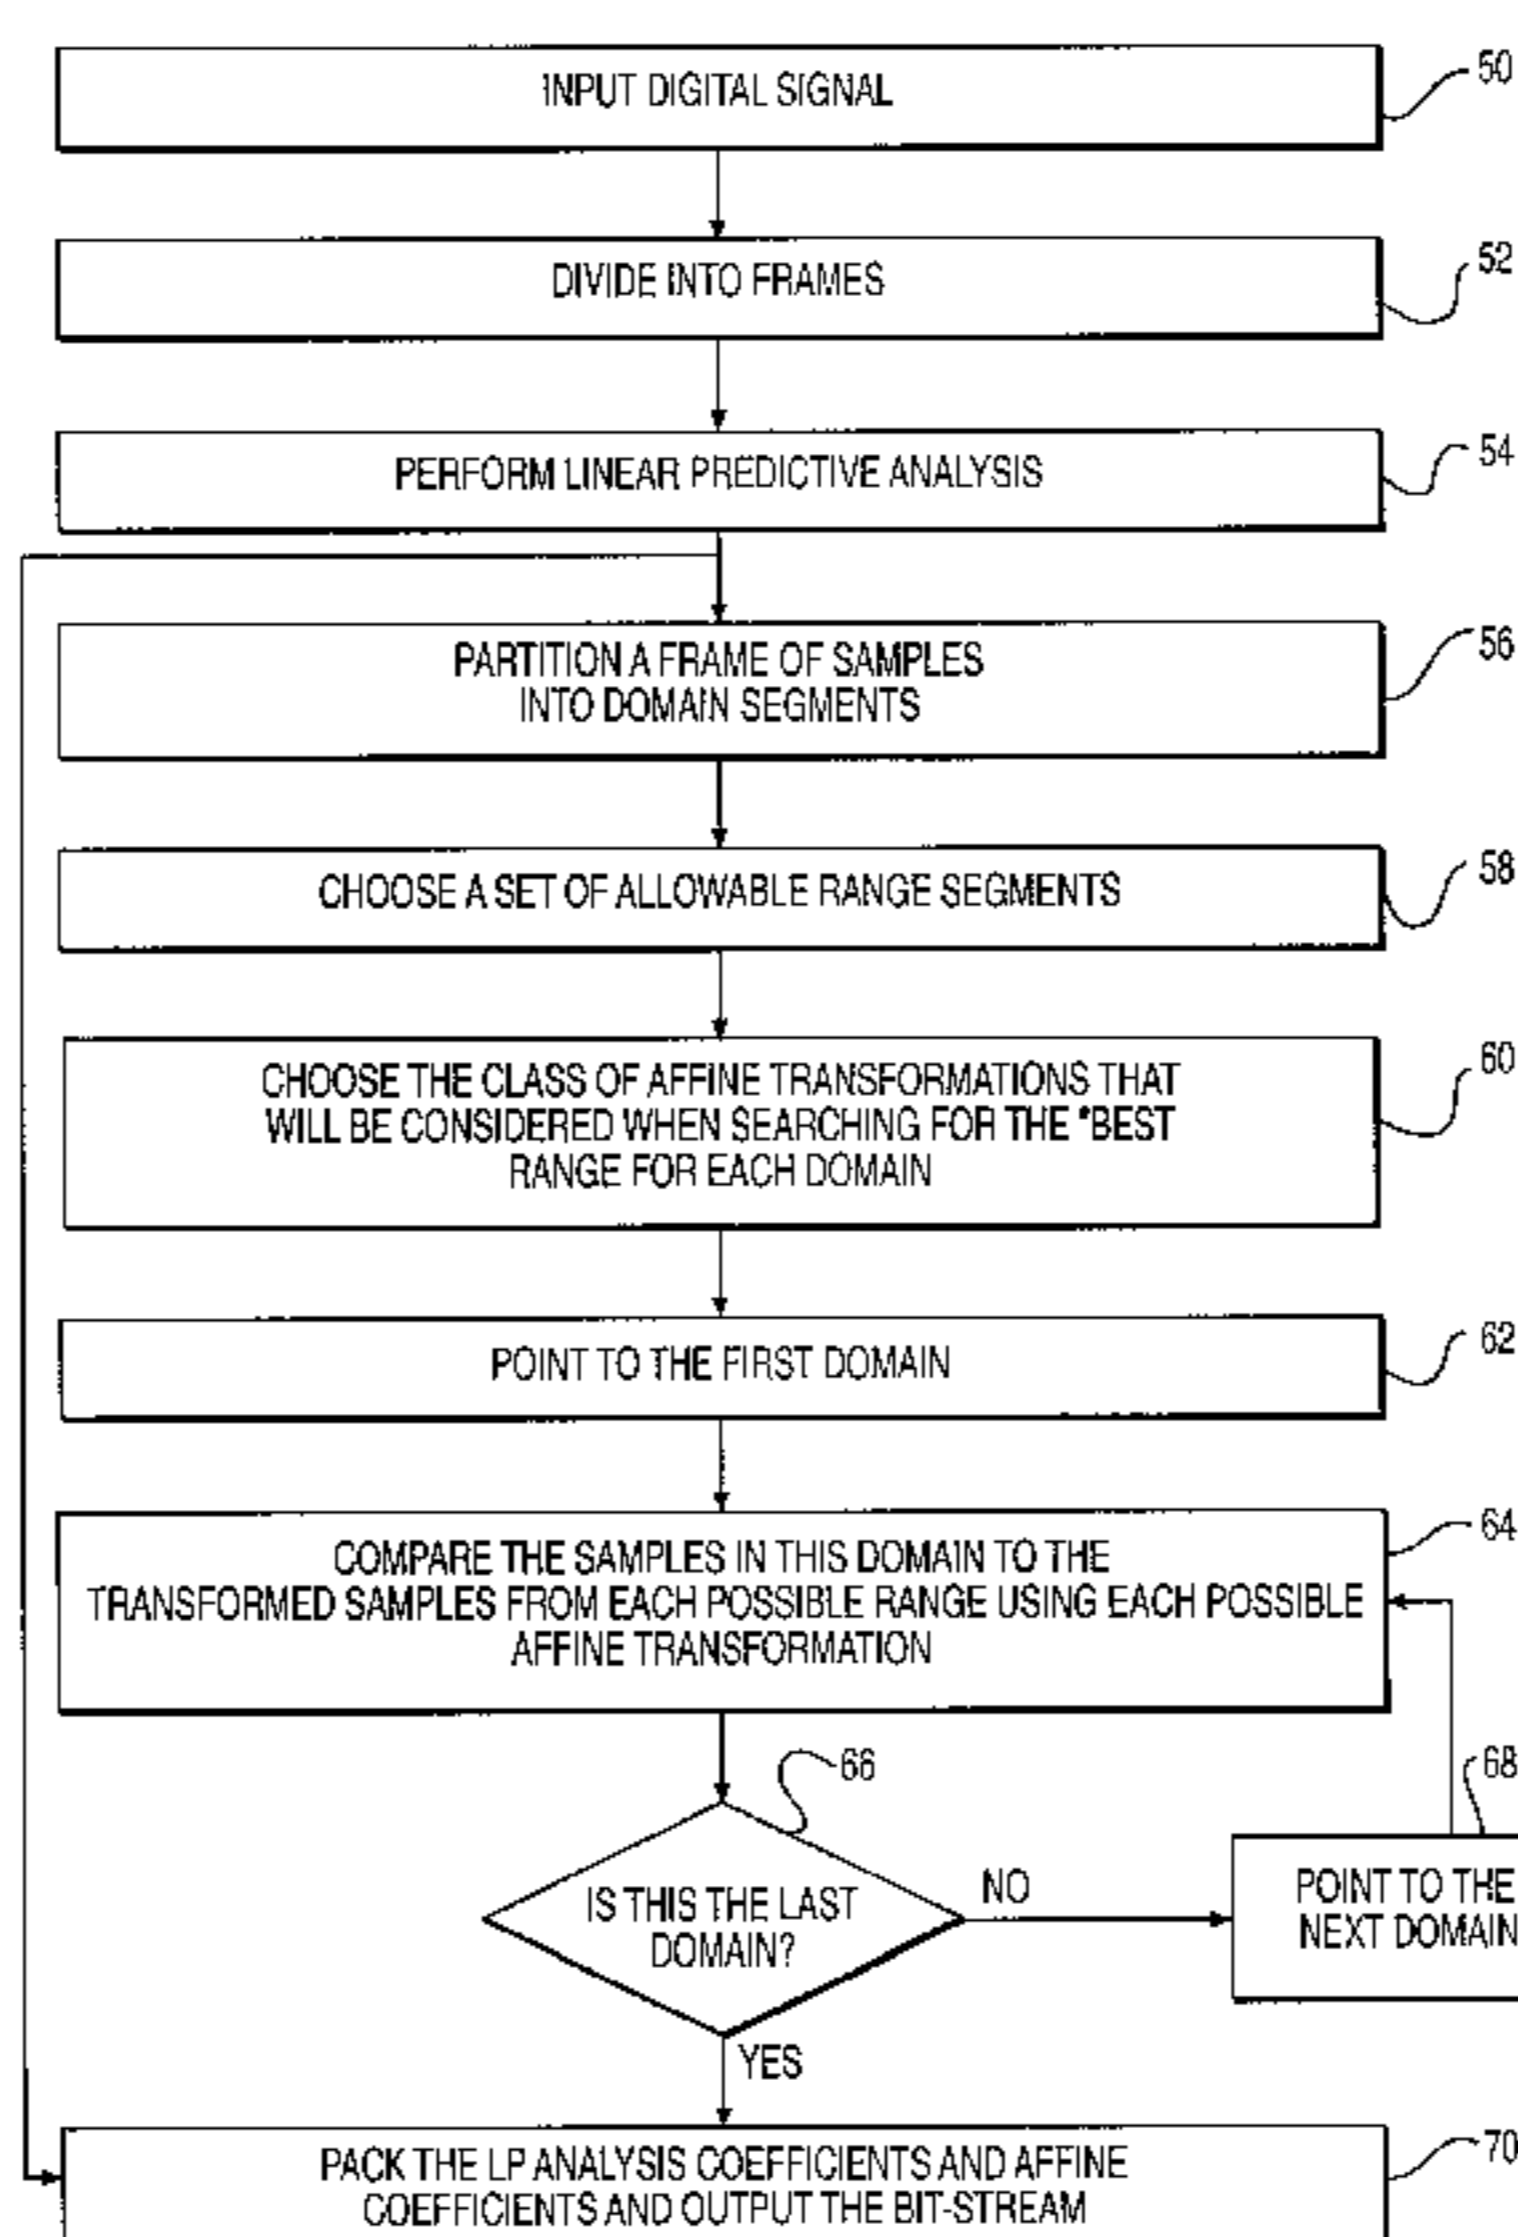 INPUT DIGITAL SIGNAL
50
DIVIDE INTO FRAMES
52
PERFORM LINEAR PREDICTIVE ANALYSIS
54
PARTITION A FRAME OF SAMPLES
INTO DOMAIN SEGMENTS
56
CHOOSE A SET OF ALLOWABLE RANGE SEGMENTS
58
CHOOSE THE CLASS OF AFFINE TRANSFORMATIONS THAT
WILL BE CONSIDERED WHEN SEARCHING FOR THE "BEST
RANGE FOR EACH DOMAIN
60
POINT TO THE FIRST DOMAIN
62
COMPARE THE SAMPLES IN THIS DOMAIN TO THE
TRANSFORMED SAMPLES FROM EACH POSSIBLE RANGE USING EACH POSSIBLE
AFFINE TRANSFORMATION
64
66
IS THIS THE LAST
DOMAIN?
NO
68
POINT TO THE
NEXT DOMAIN
YES
PACK THE LP ANALYSIS COEFFICIENTS AND AFFINE
COEFFICIENTS AND OUTPUT THE BIT-STREAM
70